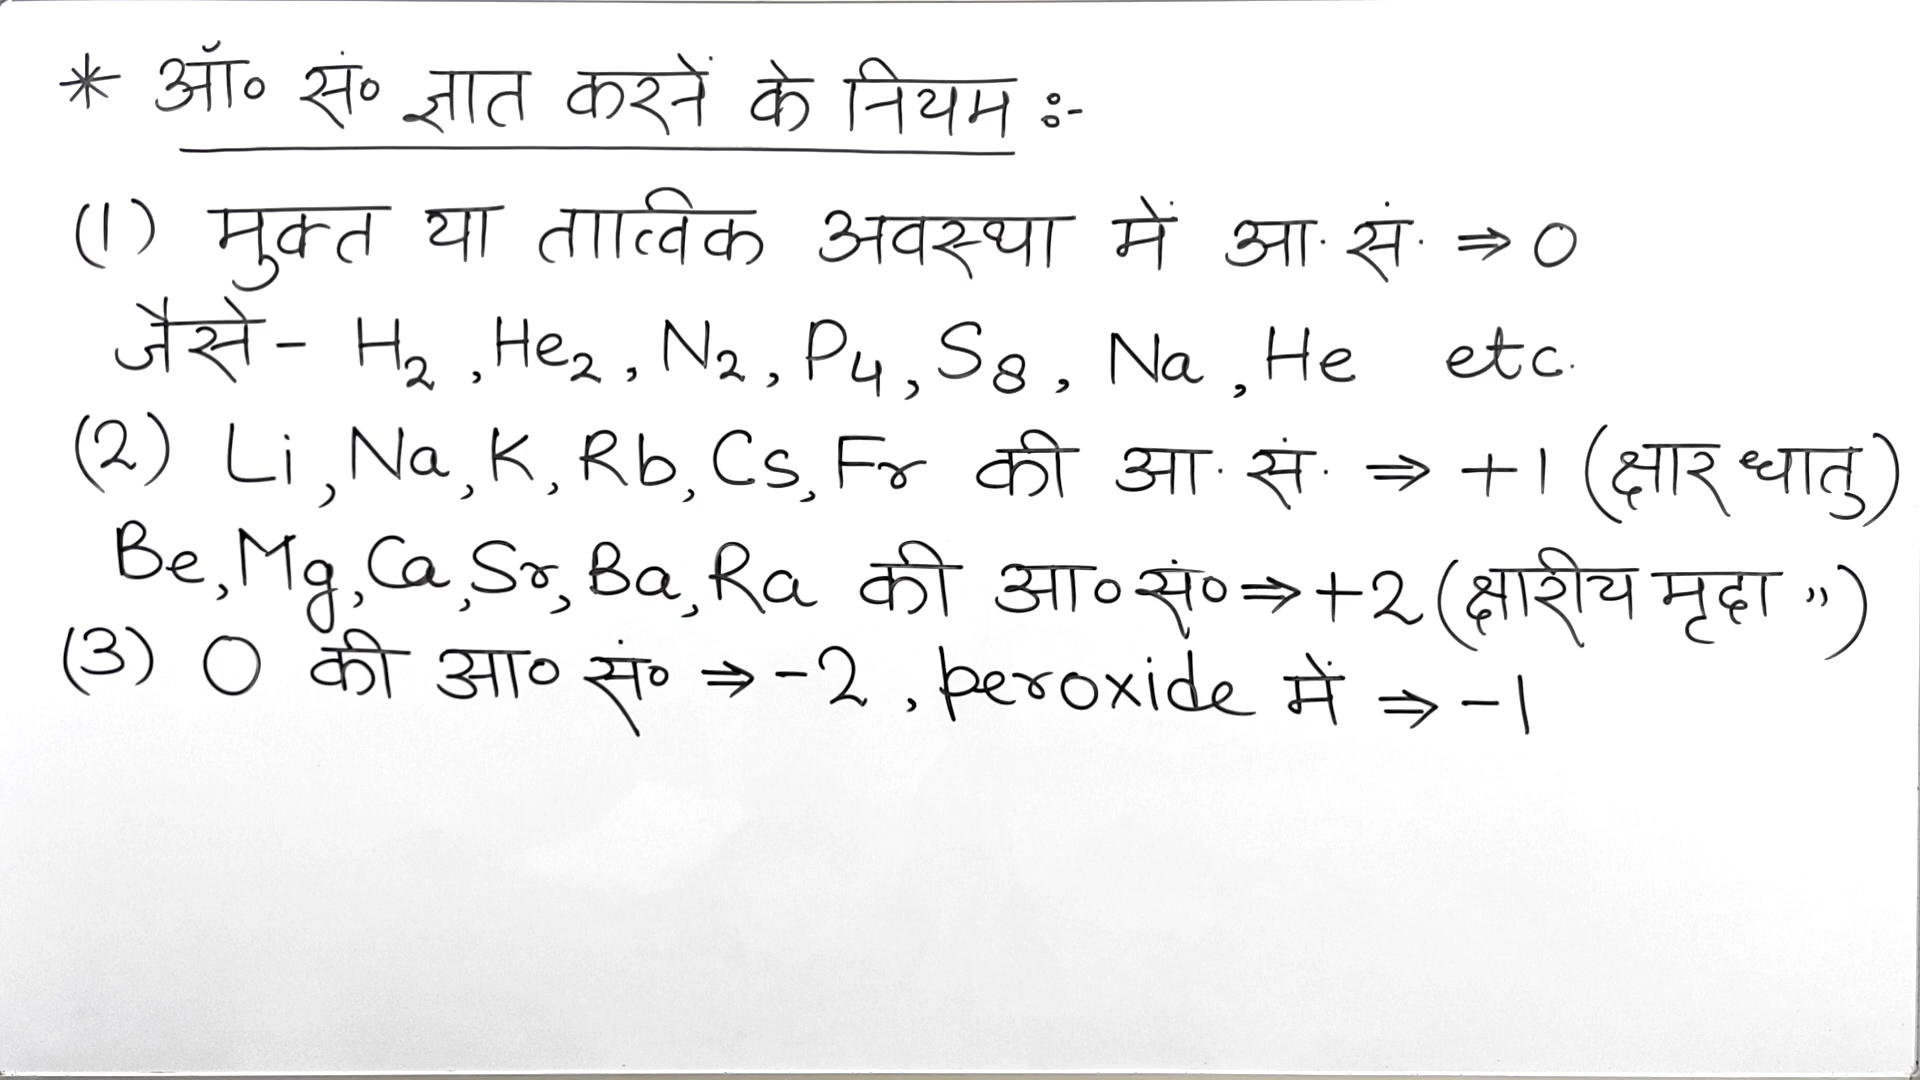 * ऑ० सं० ज्ञात करनें के नियम :-
(1) मुक्त या तात्विक अवस्था में आ. सं. ⇒ 0
जैसे - H₂, He₂, N₂, P₄, S₈, Na, He etc.
(2) Li, Na, K, Rb, Cs, Fr की आ. सं. ⇒ +1 (क्षार धातु)
Be, Mg, Ca, Sr, Ba, Ra की आ० सं० ⇒ +2 (क्षारीय मृदा ")
(3) O की आ० सं० ⇒ -2, peroxide में ⇒ -1